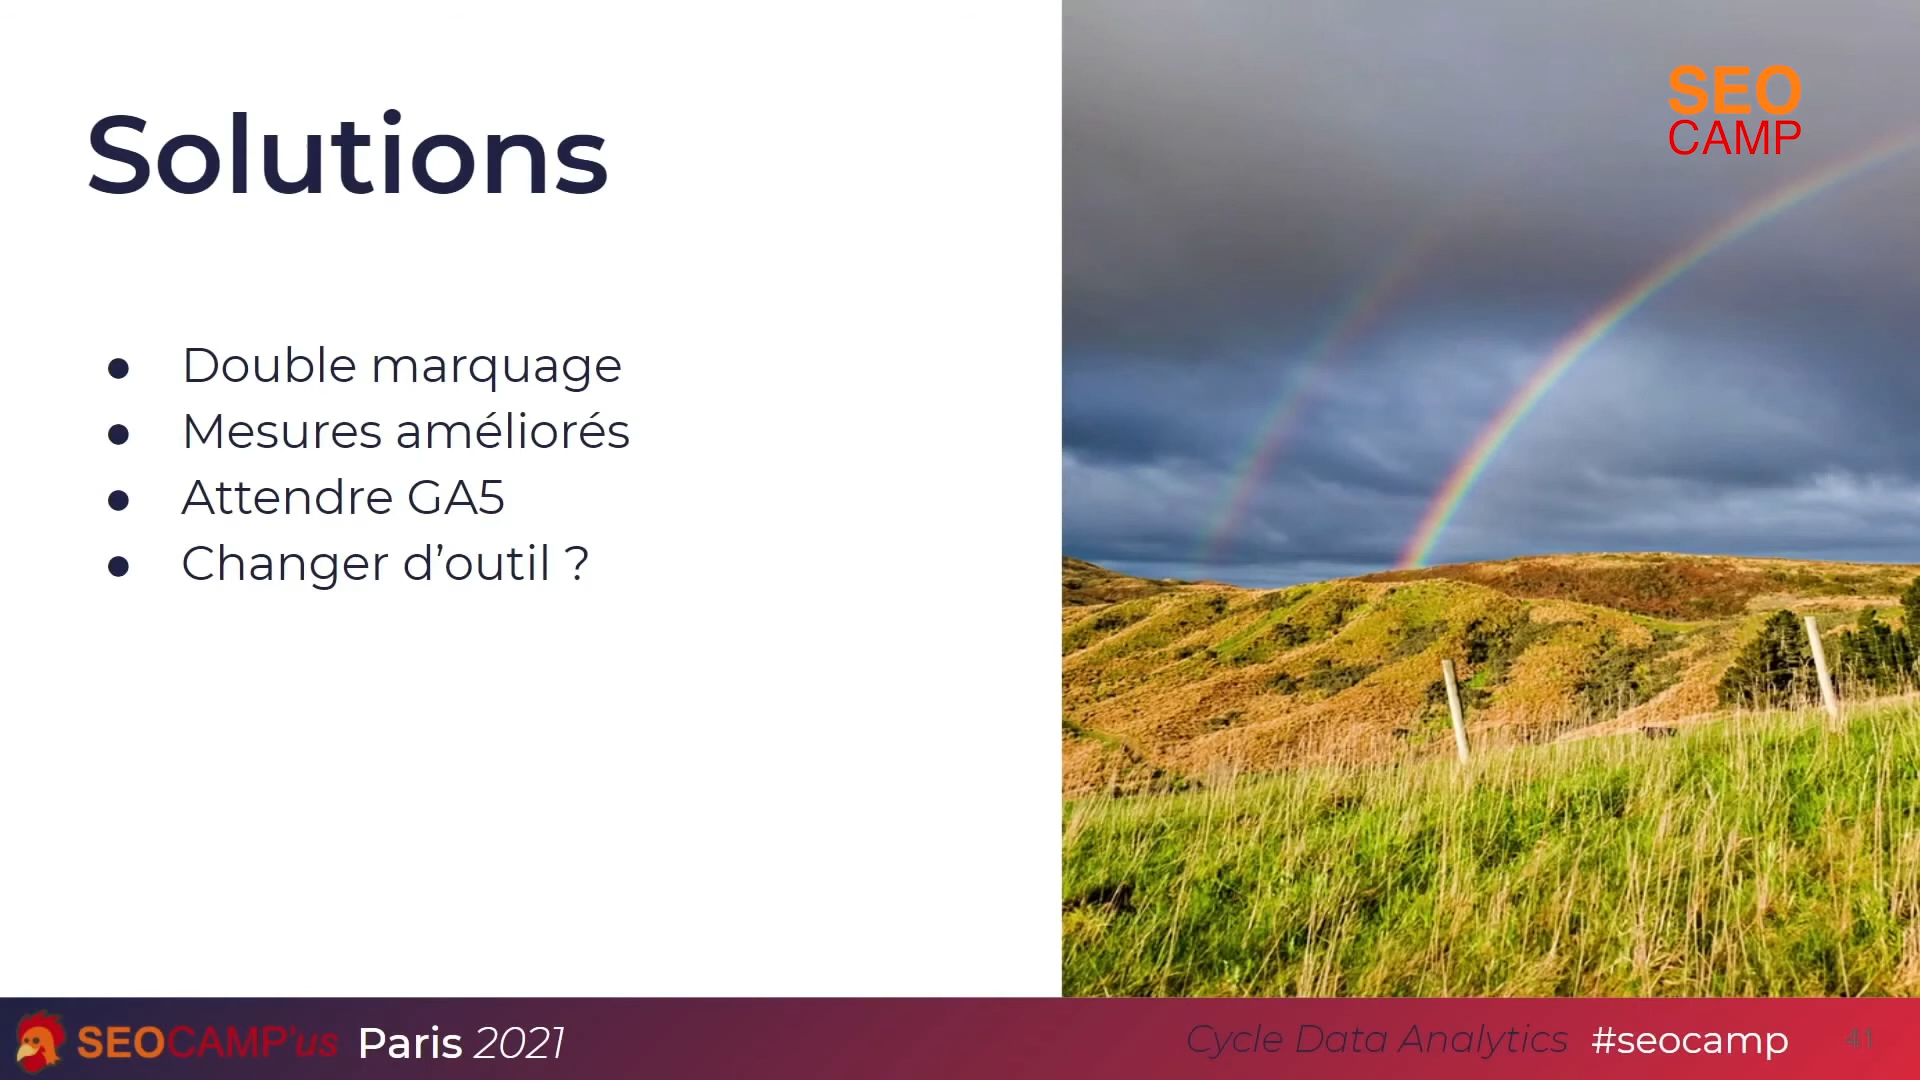 SEO
CAMP
Solutions
● Double marquage
● Mesures améliorés
● Attendre GA5
● Changer d’outil ?
SEOCAMP'us Paris 2021
Cycle Data Analytics #seocamp 41